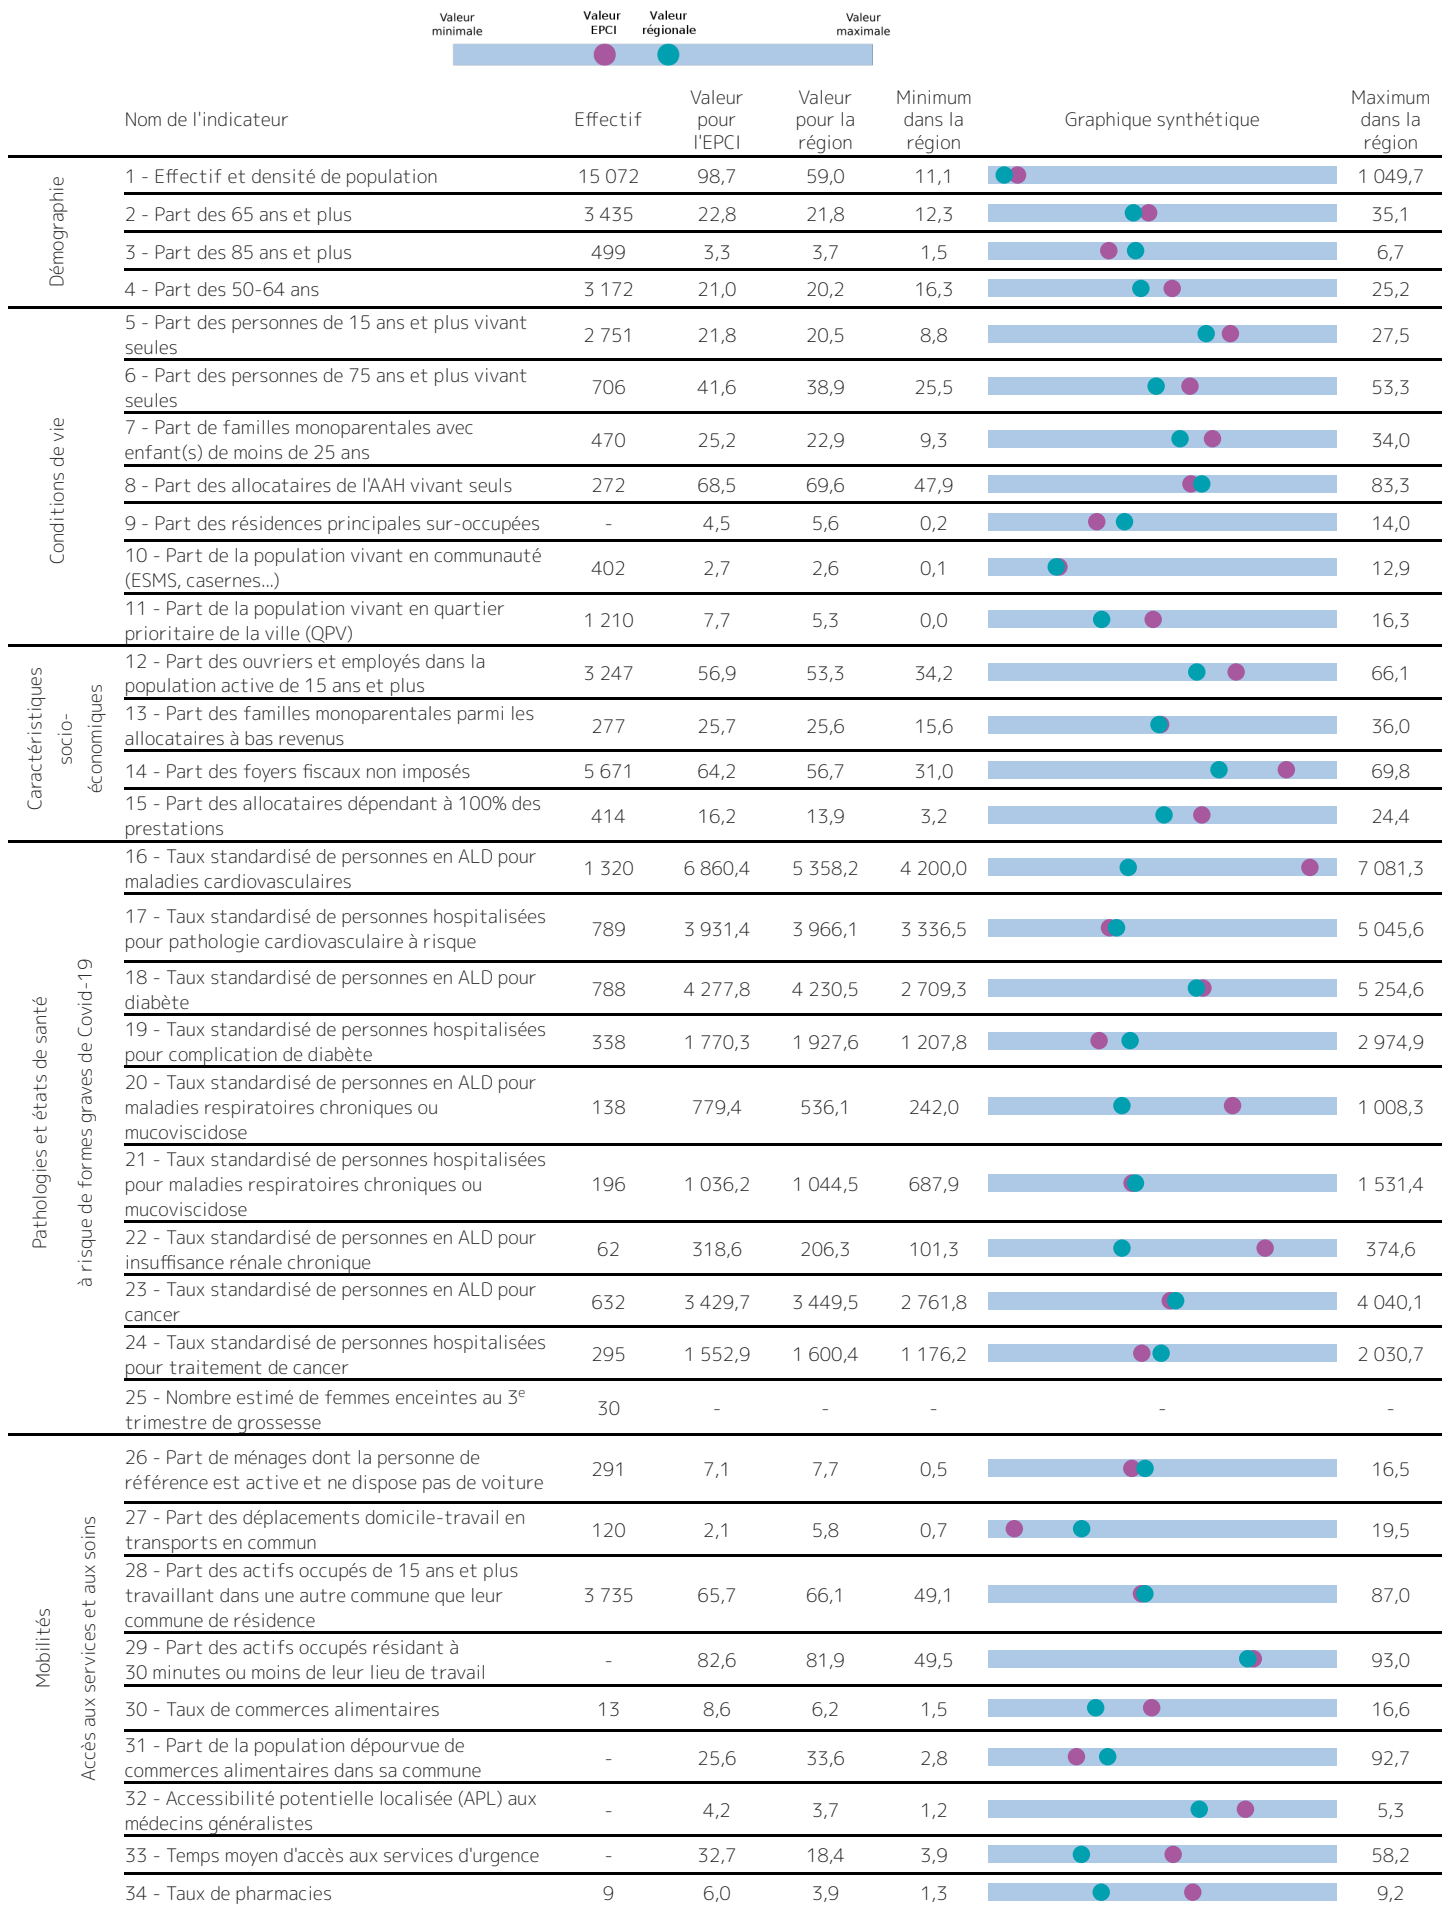 Valeur minimale
Valeur EPCI
Valeur régionale
Valeur maximale
Nom de l'indicateur
Effectif
Valeur pour l'EPCI
Valeur pour la région
Minimum dans la région
Graphique synthétique
Maximum dans la région
Démographie
1 - Effectif et densité de population 15 072 98,7 59,0 11,1 1 049,7
2 - Part des 65 ans et plus 3 435 22,8 21,8 12,3 35,1
3 - Part des 85 ans et plus 499 3,3 3,7 1,5 6,7
4 - Part des 50-64 ans 3 172 21,0 20,2 16,3 25,2
Conditions de vie
5 - Part des personnes de 15 ans et plus vivant
seules 2 751 21,8 20,5 8,8 27,5
6 - Part des personnes de 75 ans et plus vivant
seules 706 41,6 38,9 25,5 53,3
7 - Part de familles monoparentales avec
enfant(s) de moins de 25 ans 470 25,2 22,9 9,3 34,0
8 - Part des allocataires de l'AAH vivant seuls 272 68,5 69,6 47,9 83,3
9 - Part des résidences principales sur-occupées - 4,5 5,6 0,2 14,0
10 - Part de la population vivant en communauté
(ESMS, casernes...) 402 2,7 2,6 0,1 12,9
11 - Part de la population vivant en quartier
prioritaire de la ville (QPV) 1 210 7,7 5,3 0,0 16,3
Caractéristiques
socio-
économiques
12 - Part des ouvriers et employés dans la
population active de 15 ans et plus 3 247 56,9 53,3 34,2 66,1
13 - Part des familles monoparentales parmi les
allocataires à bas revenus 277 25,7 25,6 15,6 36,0
14 - Part des foyers fiscaux non imposés 5 671 64,2 56,7 31,0 69,8
15 - Part des allocataires dépendant à 100% des
prestations 414 16,2 13,9 3,2 24,4
Pathologies et états de santé
à risque de formes graves de Covid-19
16 - Taux standardisé de personnes en ALD pour
maladies cardiovasculaires 1 320 6 860,4 5 358,2 4 200,0 7 081,3
17 - Taux standardisé de personnes hospitalisées
pour pathologie cardiovasculaire à risque 789 3 931,4 3 966,1 3 336,5 5 045,6
18 - Taux standardisé de personnes en ALD pour
diabète 788 4 277,8 4 230,5 2 709,3 5 254,6
19 - Taux standardisé de personnes hospitalisées
pour complication de diabète 338 1 770,3 1 927,6 1 207,8 2 974,9
20 - Taux standardisé de personnes en ALD pour
maladies respiratoires chroniques ou
mucoviscidose 138 779,4 536,1 242,0 1 008,3
21 - Taux standardisé de personnes hospitalisées
pour maladies respiratoires chroniques ou
mucoviscidose 196 1 036,2 1 044,5 687,9 1 531,4
22 - Taux standardisé de personnes en ALD pour
insuffisance rénale chronique 62 318,6 206,3 101,3 374,6
23 - Taux standardisé de personnes en ALD pour
cancer 632 3 429,7 3 449,5 2 761,8 4 040,1
24 - Taux standardisé de personnes hospitalisées
pour traitement de cancer 295 1 552,9 1 600,4 1 176,2 2 030,7
25 - Nombre estimé de femmes enceintes au 3e
trimestre de grossesse 30 - - - - -
Mobilités
Accès aux services et aux soins
26 - Part de ménages dont la personne de
référence est active et ne dispose pas de voiture 291 7,1 7,7 0,5 16,5
27 - Part des déplacements domicile-travail en
transports en commun 120 2,1 5,8 0,7 19,5
28 - Part des actifs occupés de 15 ans et plus
travaillant dans une autre commune que leur
commune de résidence 3 735 65,7 66,1 49,1 87,0
29 - Part des actifs occupés résidant à
30 minutes ou moins de leur lieu de travail - 82,6 81,9 49,5 93,0
30 - Taux de commerces alimentaires 13 8,6 6,2 1,5 16,6
31 - Part de la population dépourvue de
commerces alimentaires dans sa commune - 25,6 33,6 2,8 92,7
32 - Accessibilité potentielle localisée (APL) aux
médecins généralistes - 4,2 3,7 1,2 5,3
33 - Temps moyen d'accès aux services d'urgence - 32,7 18,4 3,9 58,2
34 - Taux de pharmacies 9 6,0 3,9 1,3 9,2